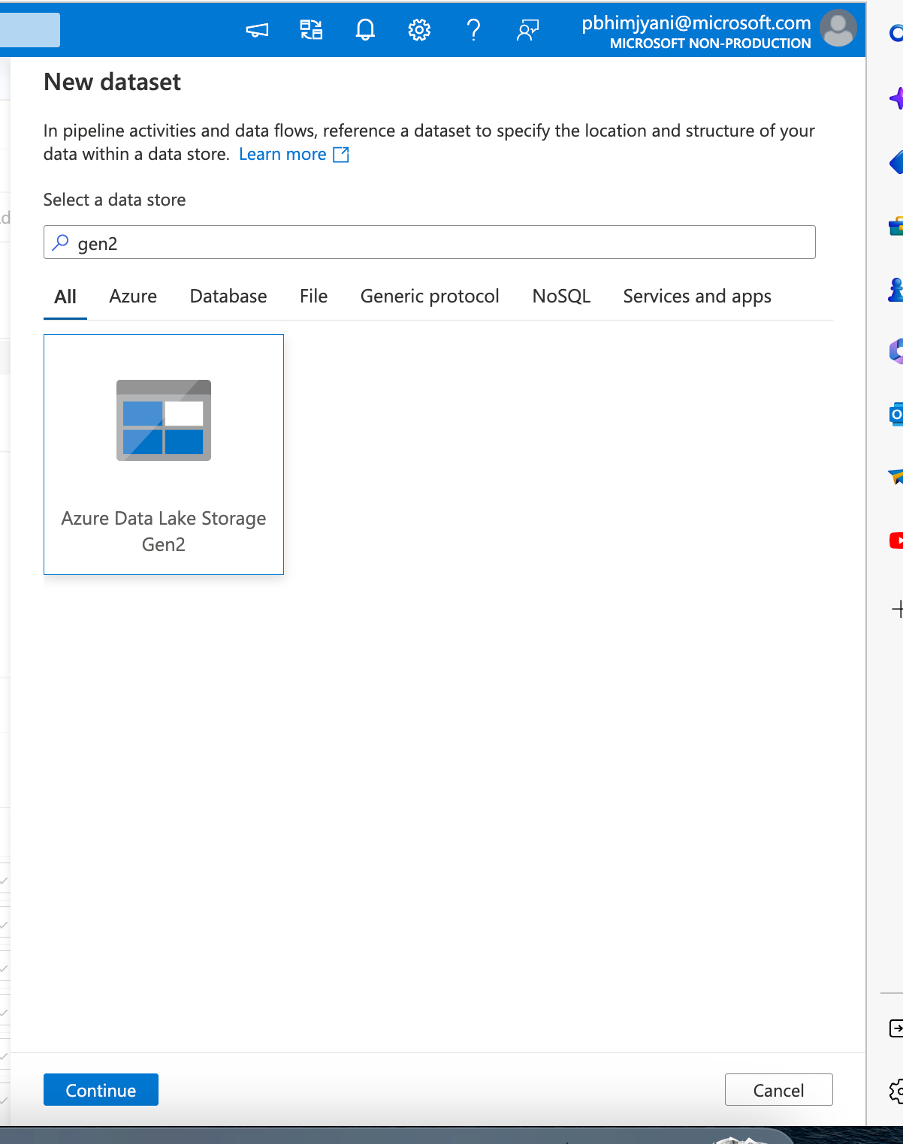 pbhimjyani@microsoft.com
MICROSOFT NON-PRODUCTION
New dataset
In pipeline activities and data flows, reference a dataset to specify the location and structure of your
data within a data store. Learn more
Select a data store
gen2
All Azure Database File Generic protocol NoSQL Services and apps
Azure Data Lake Storage
Gen2
Continue Cancel